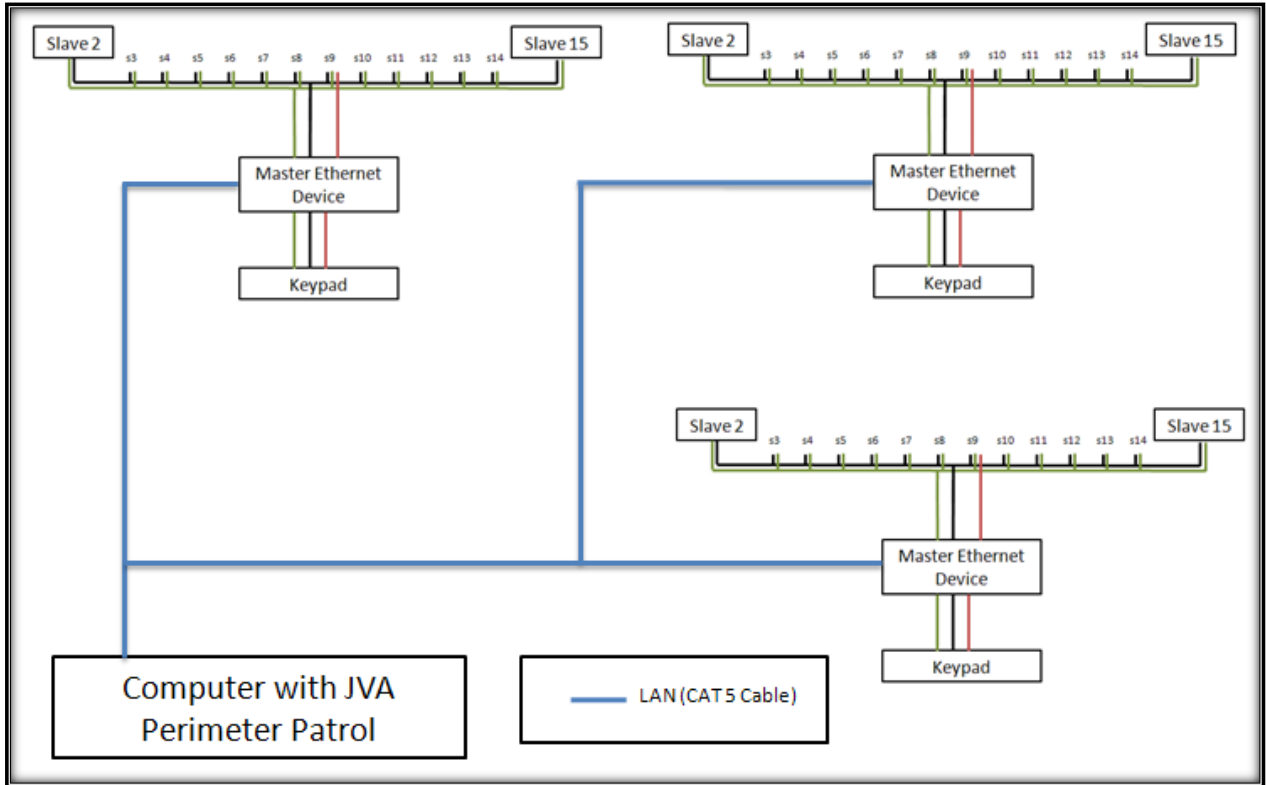 Slave 2
s3 s4 s5 s6 s7 s8 s9 s10 s11 s12 s13 s14
Slave 15
Master Ethernet
Device
Keypad
Slave 2
s3 s4 s5 s6 s7 s8 s9 s10 s11 s12 s13 s14
Slave 15
Master Ethernet
Device
Keypad
Slave 2
s3 s4 s5 s6 s7 s8 s9 s10 s11 s12 s13 s14
Slave 15
Master Ethernet
Device
Keypad
Computer with JVA
Perimeter Patrol
LAN (CAT 5 Cable)